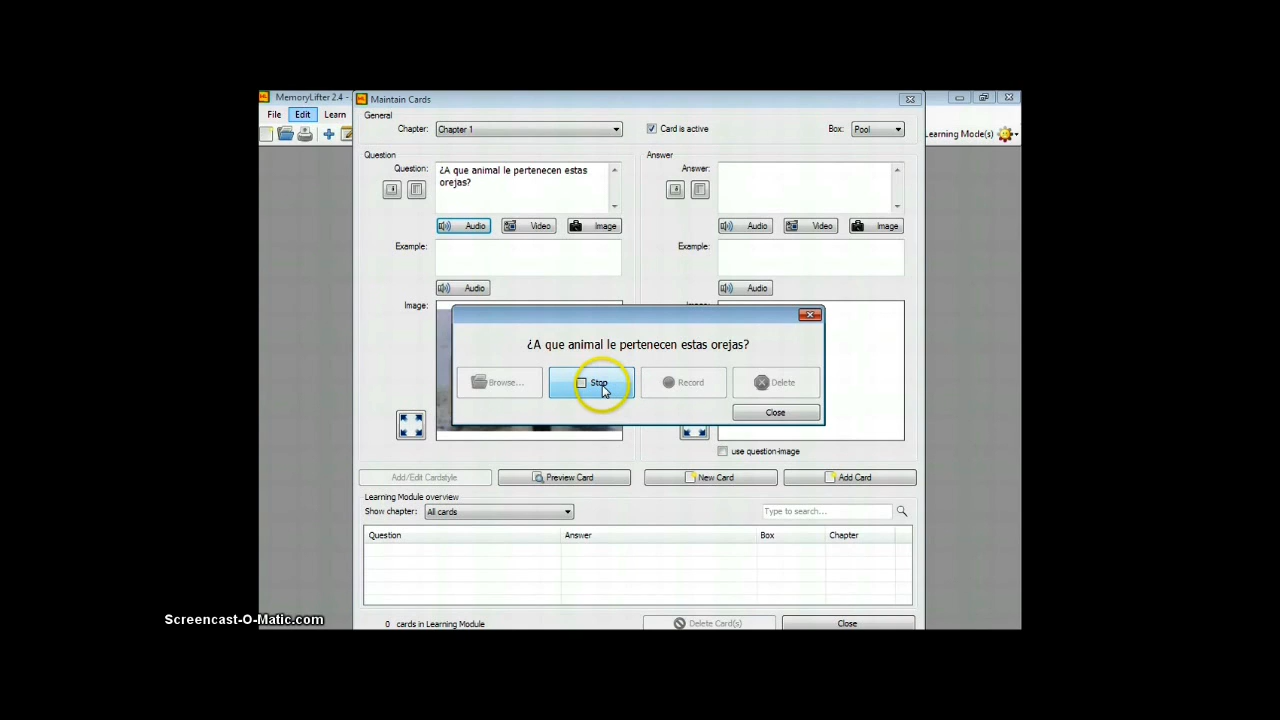 MemoryLifter 2.4 -
Maintain Cards
File Edit Learn
Learning Mode(s)
General
Chapter: Chapter 1
Card is active
Box: Pool
Question
Answer
Question: ¿A que animal le pertenecen estas
orejas?
Answer:
Audio Video Image
Audio Video Image
Example:
Example:
Audio
Audio
Image:
¿A que animal le pertenecen estas orejas?
Browse... Stop Record Delete
Close
use question-image
Add/Edit Cardstyle Preview Card New Card Add Card
Learning Module overview
Show chapter: All cards
Type to search...
Question Answer Box Chapter
0 cards in Learning Module
Delete Card(s) Close
Screencast-O-Matic.com